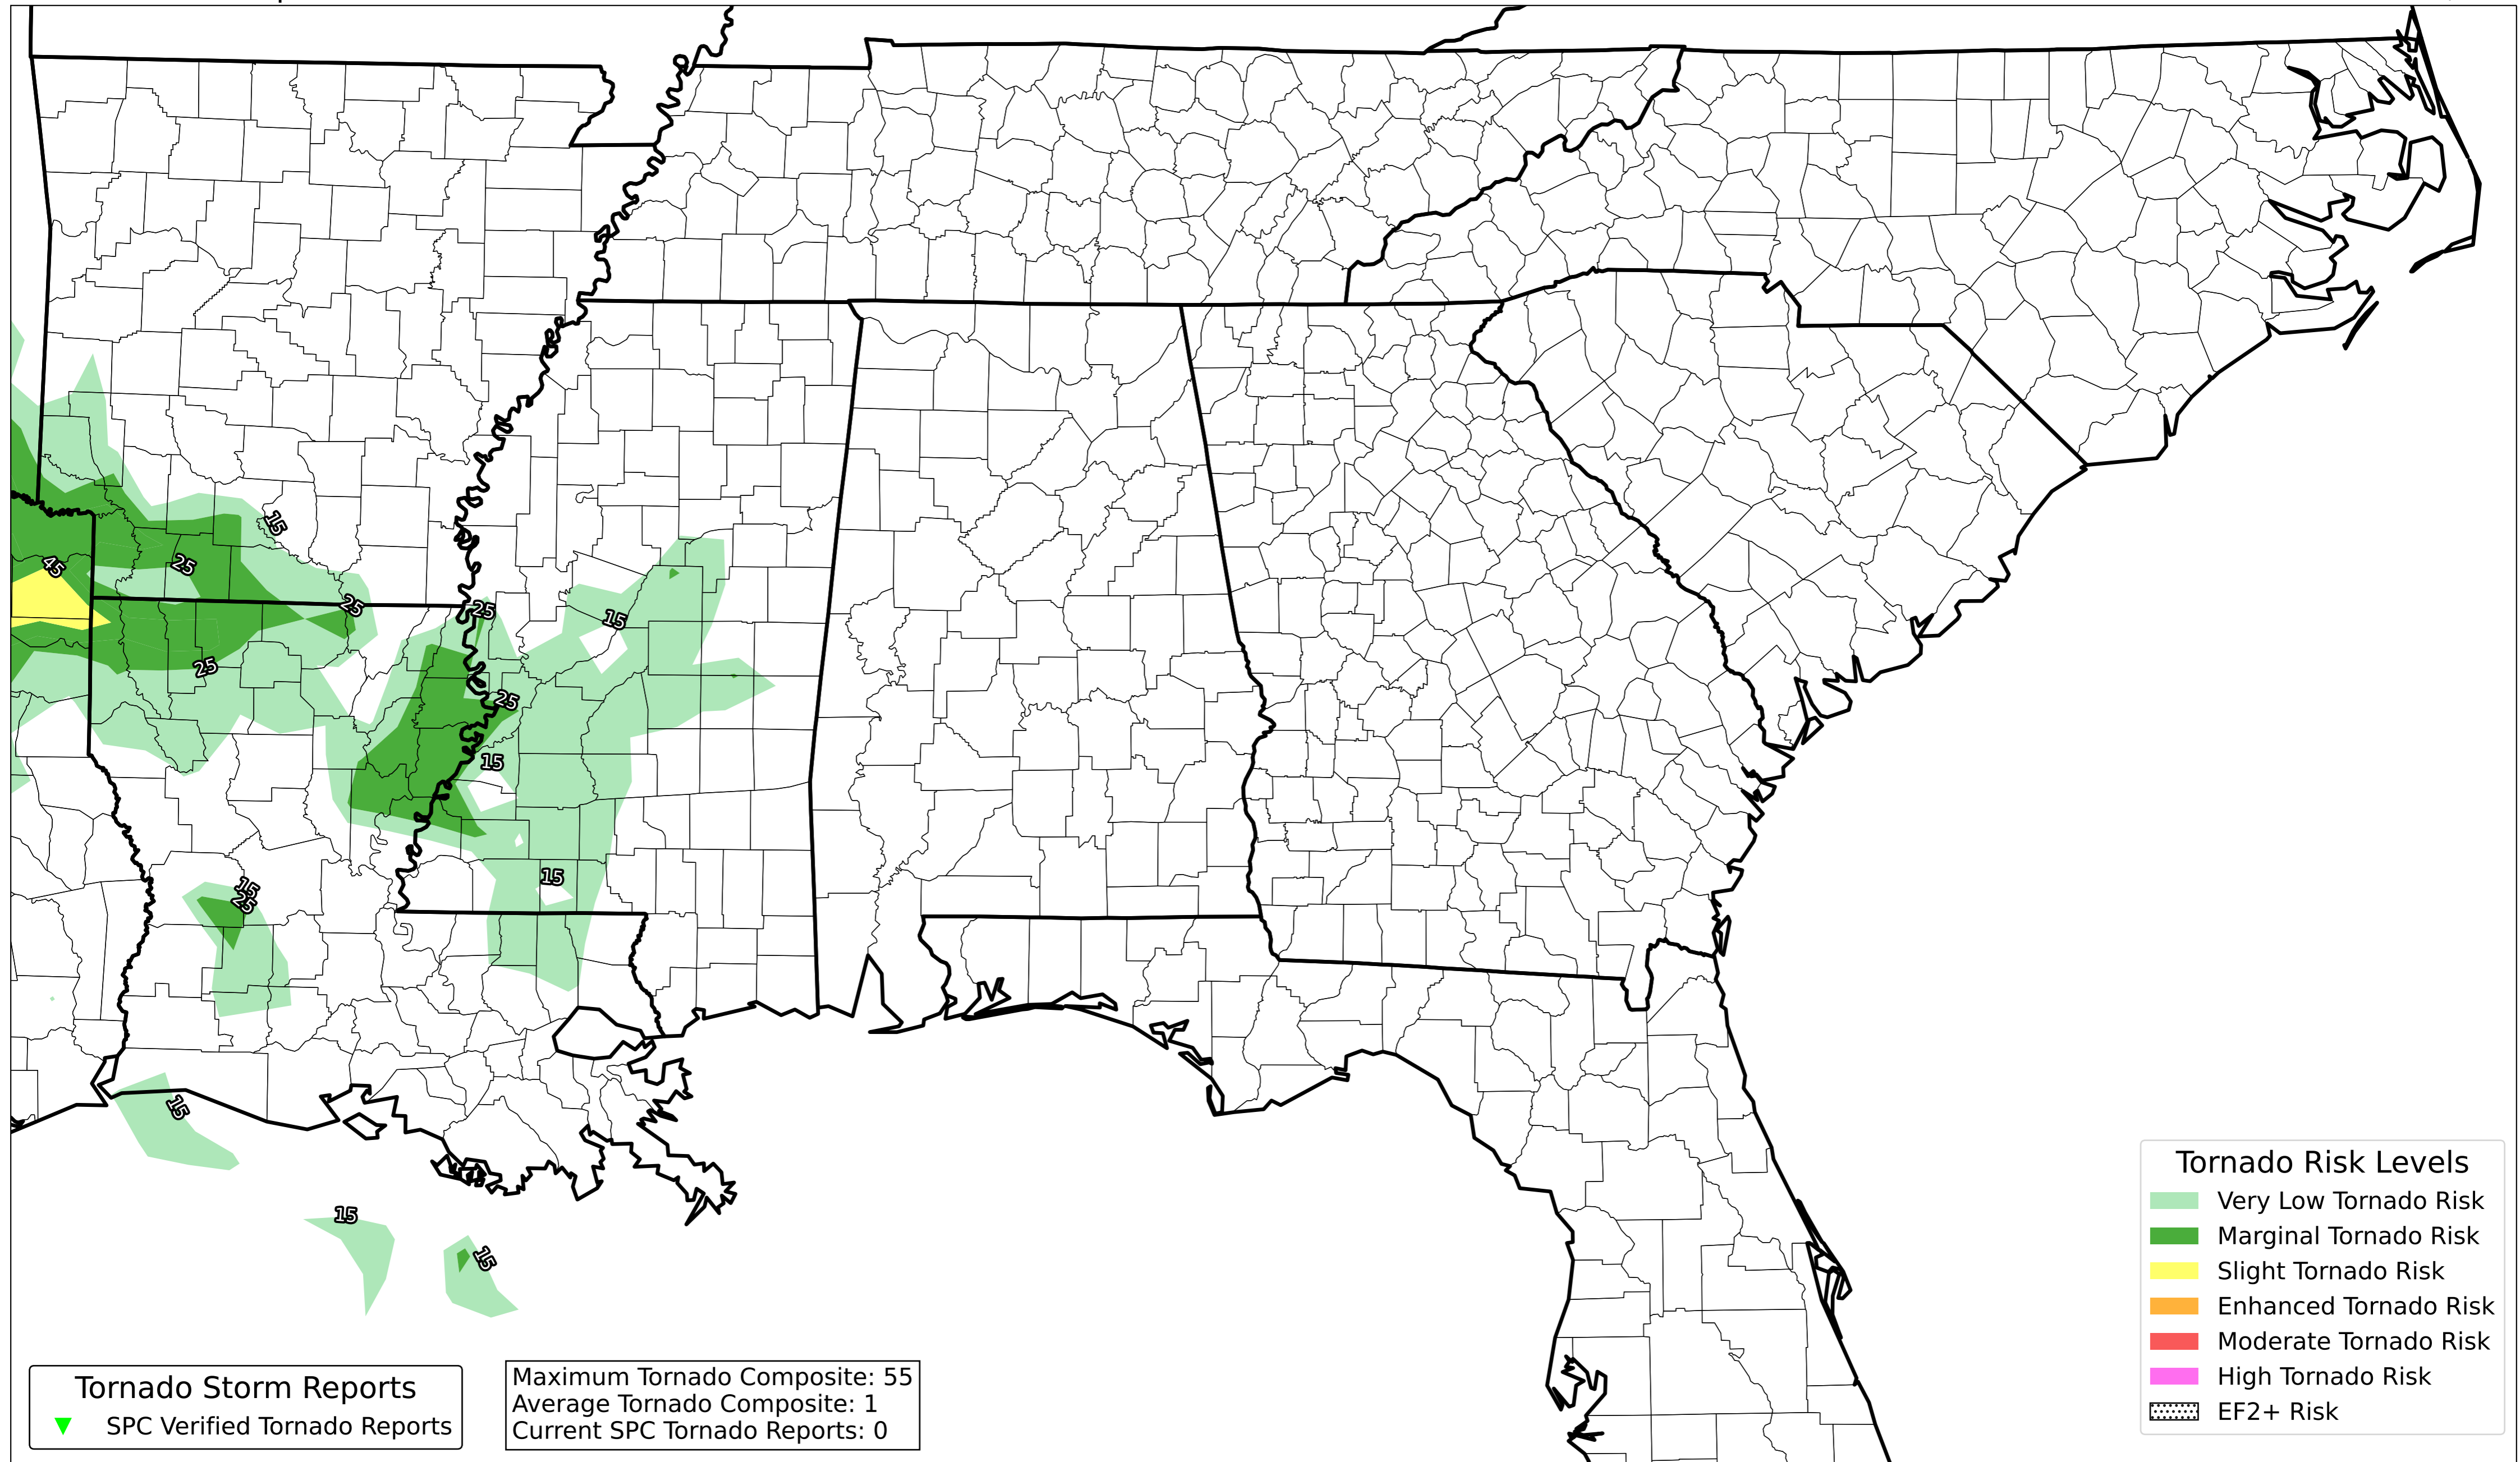 15
45
25
25
25
15
25
25
15
15
25
15
15
15
15
Tornado Risk Levels
Very Low Tornado Risk
Marginal Tornado Risk
Slight Tornado Risk
Enhanced Tornado Risk
Moderate Tornado Risk
High Tornado Risk
EF2+ Risk
Tornado Storm Reports
SPC Verified Tornado Reports
Maximum Tornado Composite: 55
Average Tornado Composite: 1
Current SPC Tornado Reports: 0